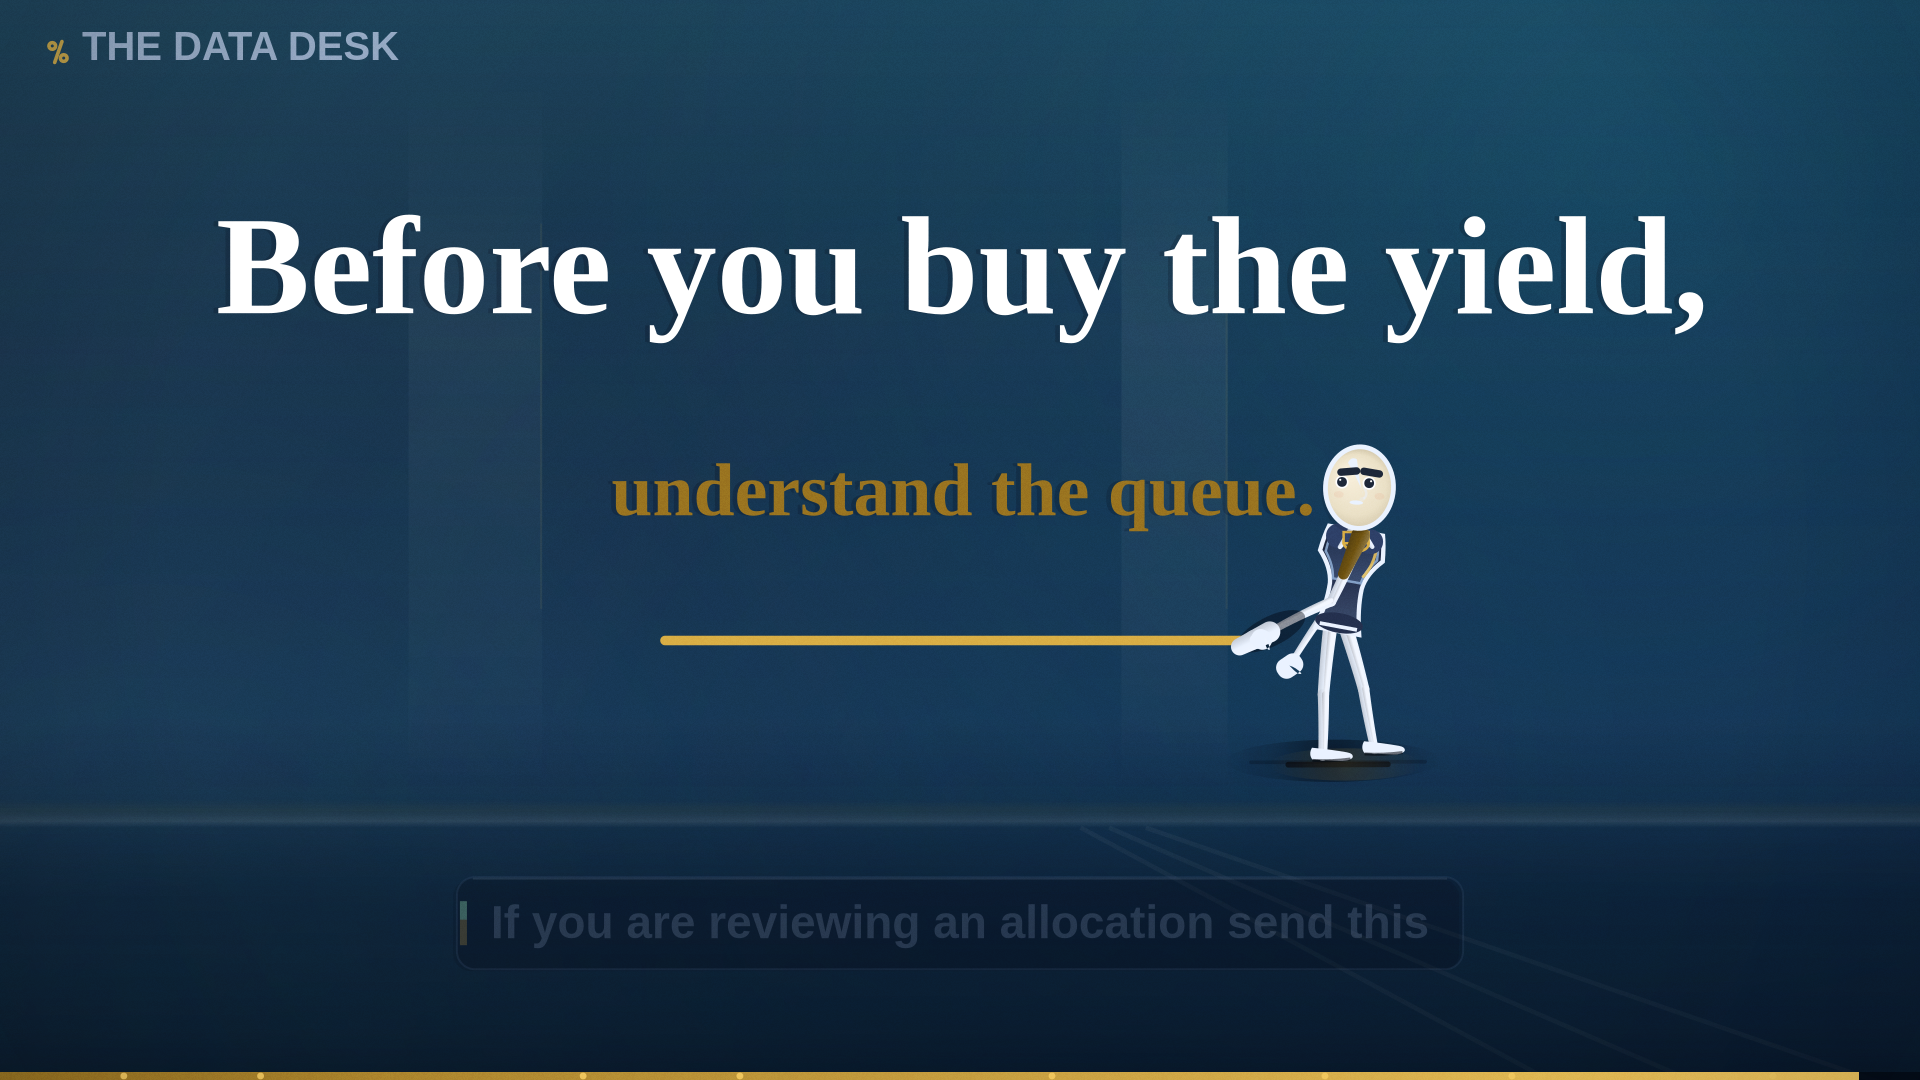 % THE DATA DESK
Before you buy the yield,
understand the queue.
If you are reviewing an allocation send this